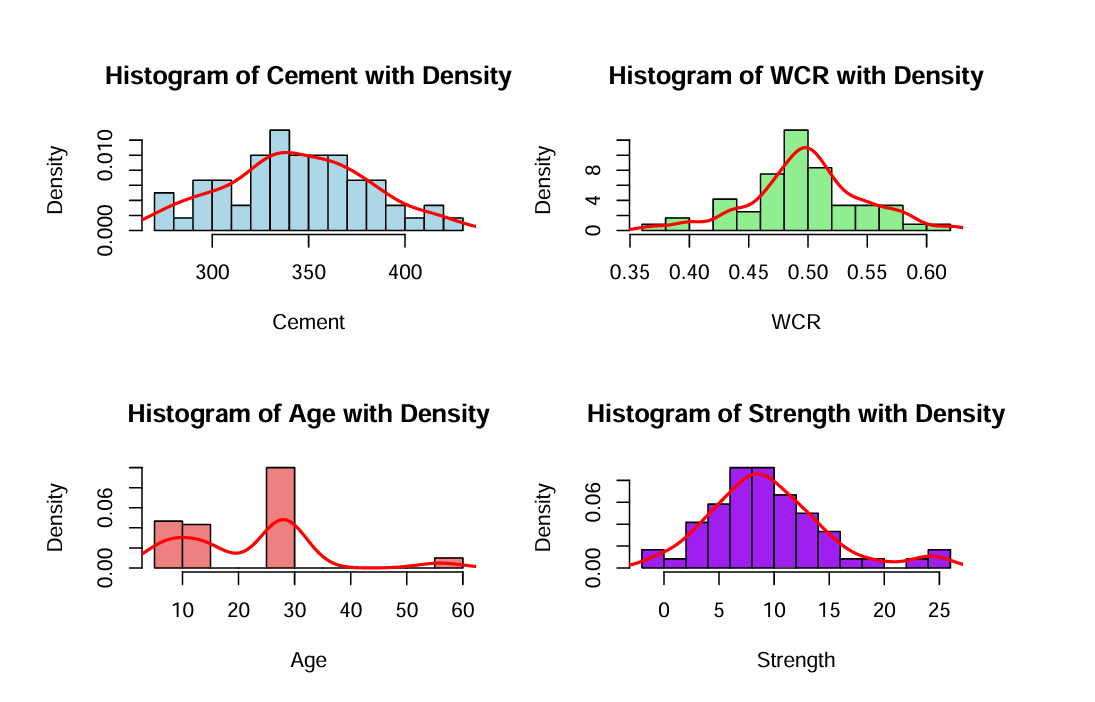 Histogram of Cement with Density
Density
0.000 0.010
300 350 400
Cement
Histogram of WCR with Density
Density
0 4 8
0.35 0.40 0.45 0.50 0.55 0.60
WCR
Histogram of Age with Density
Density
0.00 0.06
10 20 30 40 50 60
Age
Histogram of Strength with Density
Density
0.00 0.06
0 5 10 15 20 25
Strength